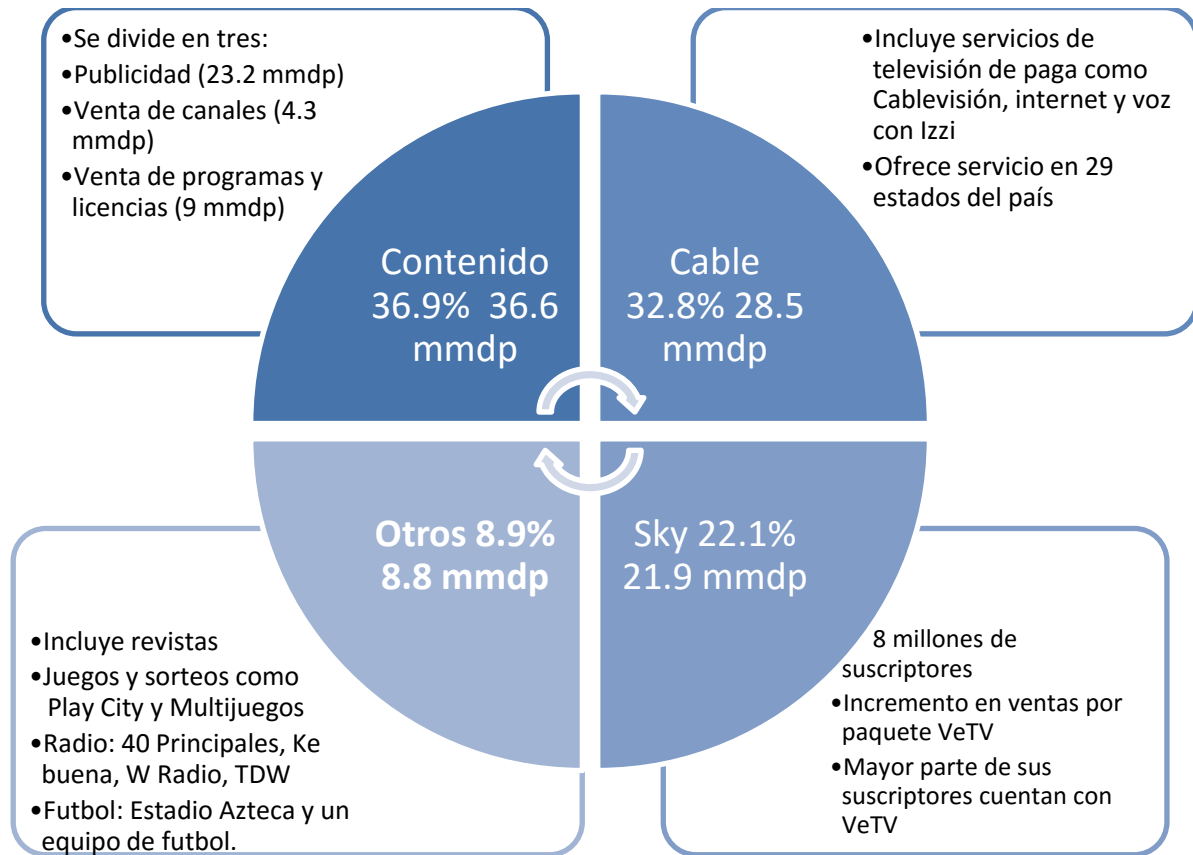 •Se divide en tres:
•Publicidad (23.2 mmdp)
•Venta de canales (4.3
mmdp)
•Venta de programas y
licencias (9 mmdp)
•Incluye servicios de
televisión de paga como
Cablevisión, internet y voz
con Izzi
•Ofrece servicio en 29
estados del país
Contenido
36.9% 36.6
mmdp
Cable
32.8% 28.5
mmdp
Otros 8.9%
8.8 mmdp
Sky 22.1%
21.9 mmdp
•Incluye revistas
•Juegos y sorteos como
Play City y Multijuegos
•Radio: 40 Principales, Ke
buena, W Radio, TDW
•Futbol: Estadio Azteca y un
equipo de futbol.
8 millones de
suscriptores
•Incremento en ventas por
paquete VeTV
•Mayor parte de sus
suscriptores cuentan con
VeTV